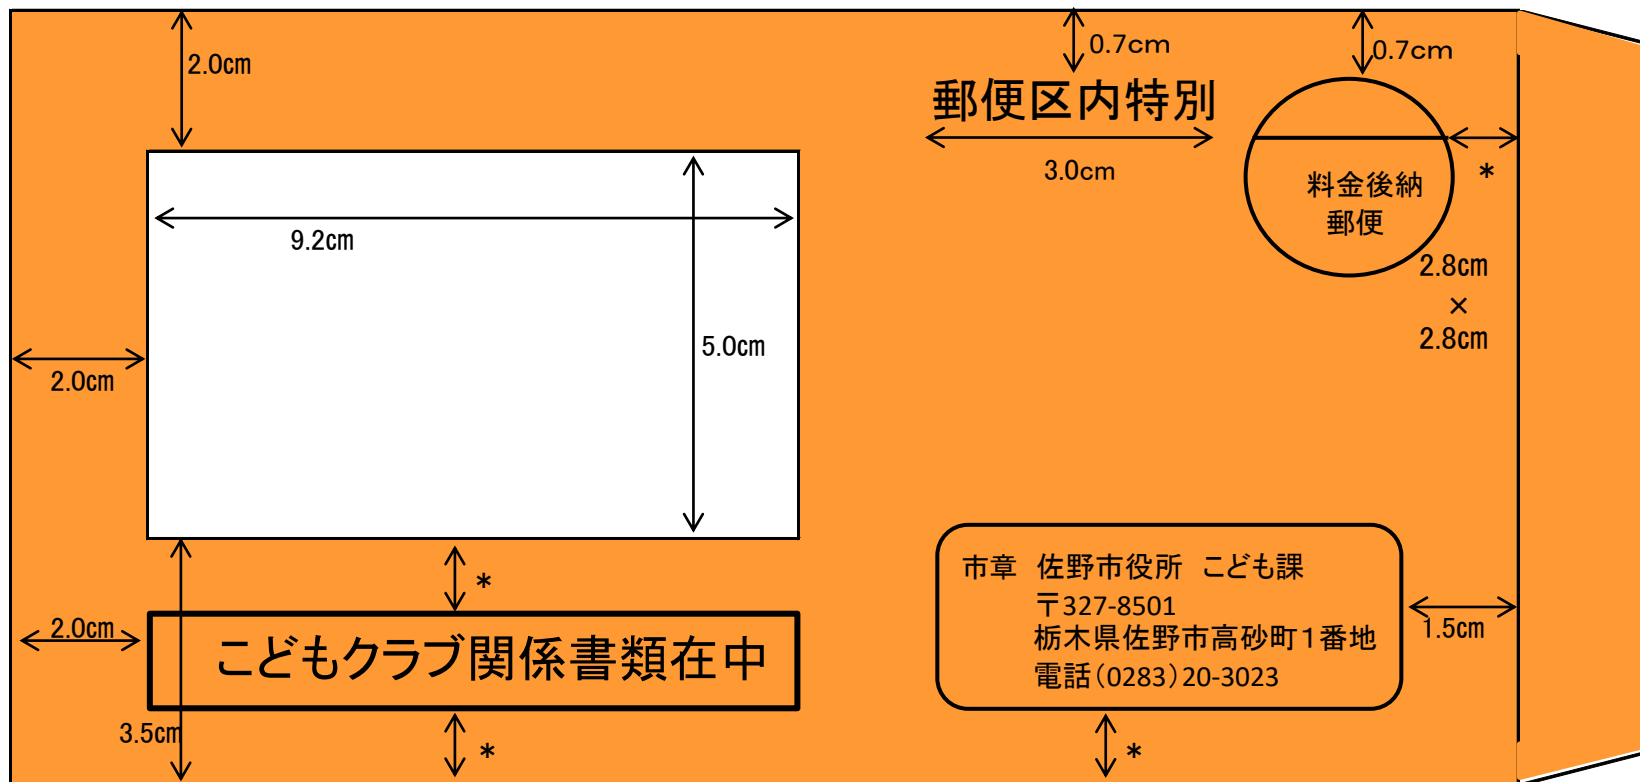 2.0cm
0.7cm
0.7cm
郵便区内特別
3.0cm
*
料金後納
郵便
9.2cm
2.8cm
×
2.8cm
5.0cm
2.0cm
*
市章 佐野市役所 こども課
〒327-8501
栃木県佐野市高砂町1番地
電話(0283)20-3023
1.5cm
2.0cm
こどもクラブ関係書類在中
3.5cm
*
*